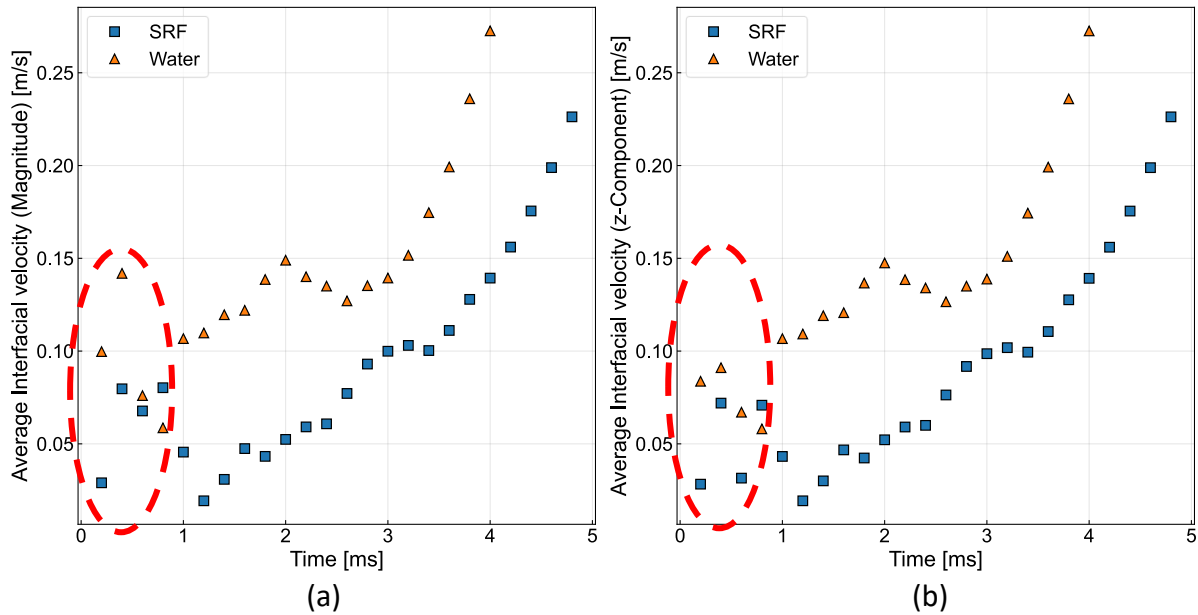 Average Interfacial velocity (Magnitude) [m/s]
0.25
0.20
0.15
0.10
0.05
SRF
Water
0 1 2 3 4 5
Time [ms]
(a)
Average Interfacial velocity (z-Component) [m/s]
0.25
0.20
0.15
0.10
0.05
SRF
Water
0 1 2 3 4 5
Time [ms]
(b)